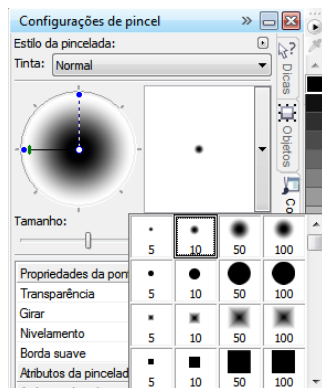 Configurações de pincel
Estilo da pincelada:
Tinta: Normal
Tamanho:
5 10 50 100
5 10 50 100
5 10 50 100
5 10 50 100
Propriedades da pon
Transparência
Girar
Nivelamento
Borda suave
Atributos da pincelad
Dicas
Objetos
Co